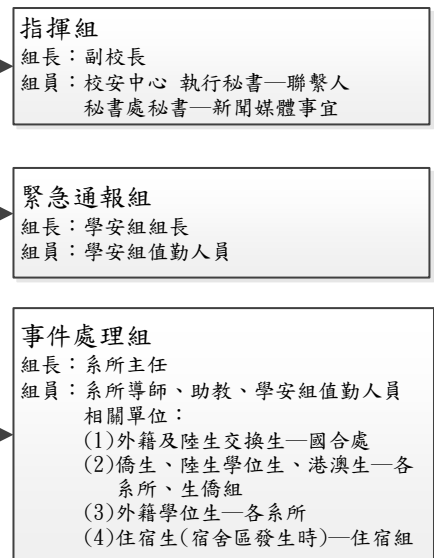 指揮組
組長：副校長
組員：校安中心 執行秘書—聯繫人
秘書處秘書—新聞媒體事宜
緊急通報組
組長：學安組組長
組員：學安組值勤人員
事件處理組
組長：系所主任
組員：系所導師、助教、學安組值勤人員
相關單位：
(1)外籍及陸生交換生—國合處
(2)僑生、陸生學位生、港澳生—各
系所、生僑組
(3)外籍學位生—各系所
(4)住宿生(宿舍區發生時)—住宿組